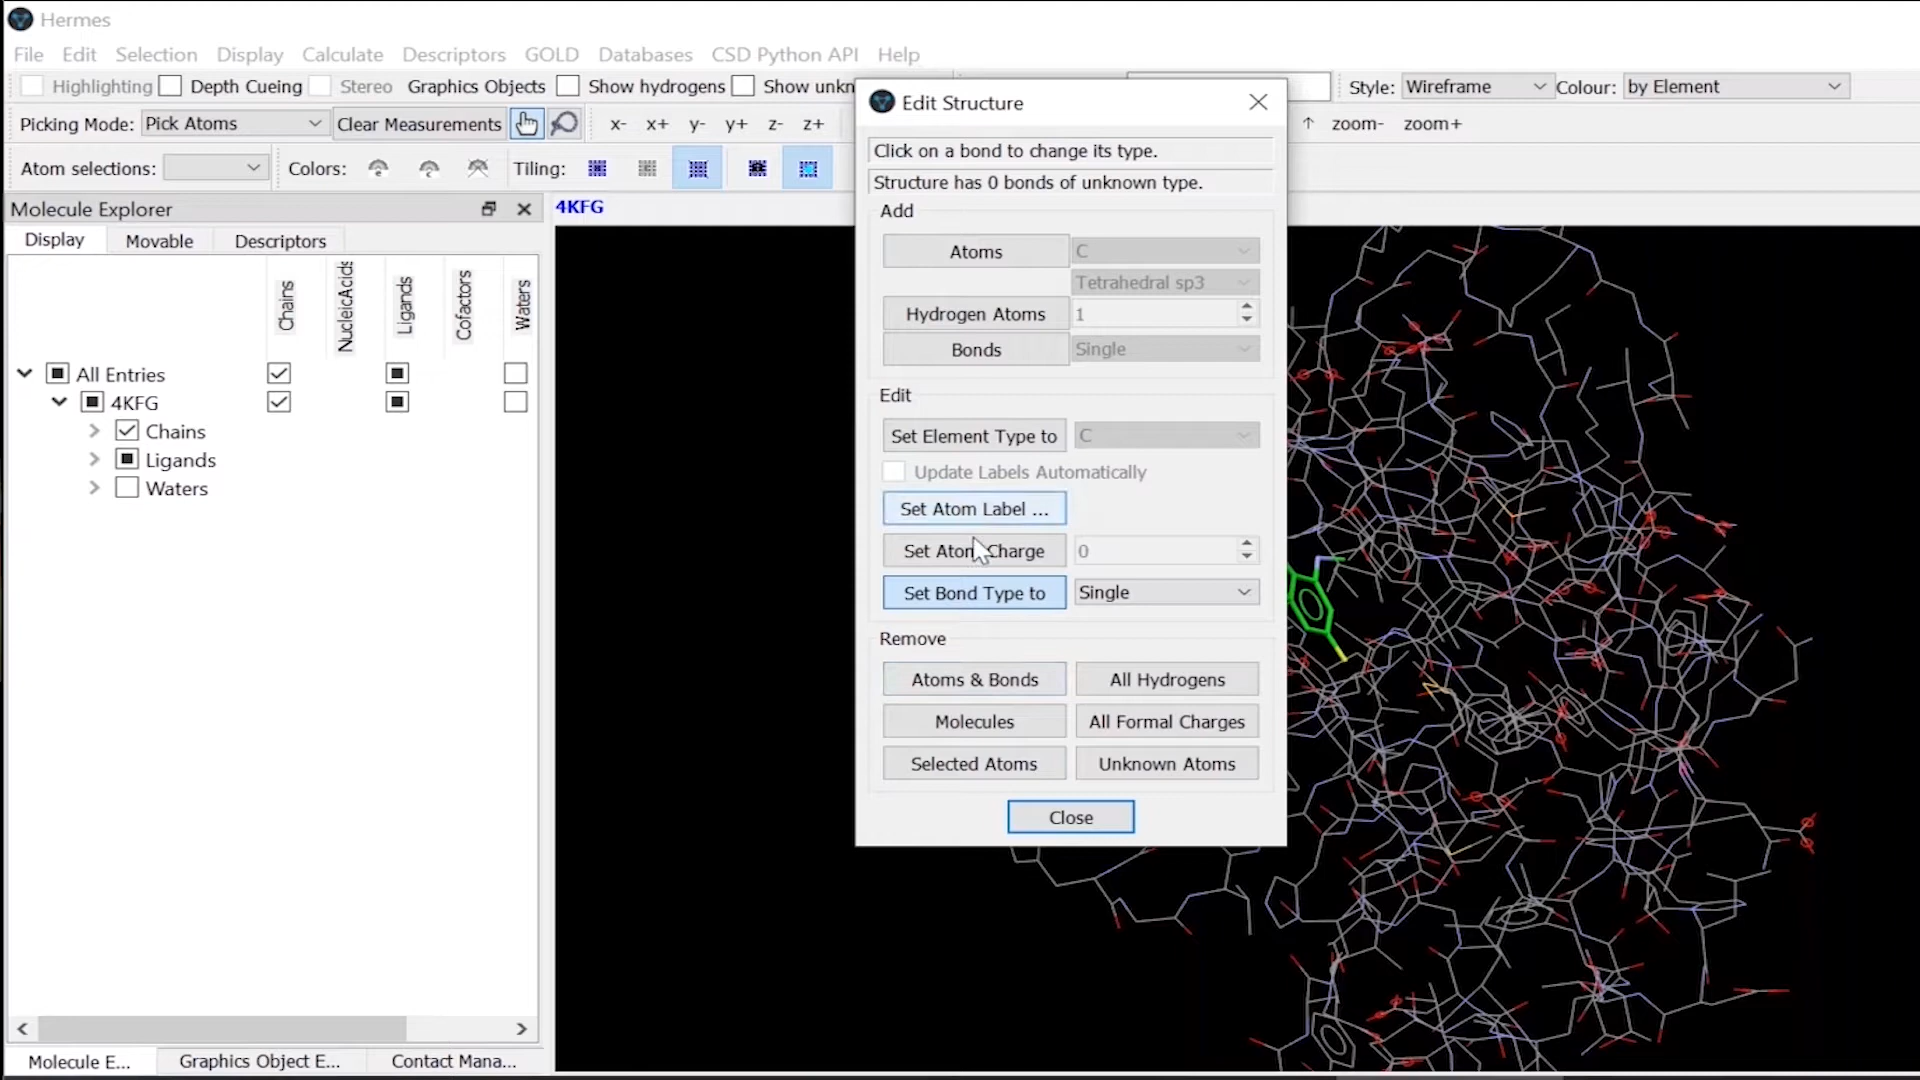 Hermes
File Edit Selection Display Calculate Descriptors GOLD Databases CSD Python API Help
Highlighting Depth Cueing Stereo Graphics Objects Show hydrogens Show unkn Style: Wireframe Colour: by Element
Picking Mode: Pick Atoms Clear Measurements x- x+ y- y+ z- z+ ↑ zoom- zoom+
Atom selections: Colors: Tiling:
Molecule Explorer
4KFG
Display Movable Descriptors
Chains NucleicAcids Ligands Cofactors Waters
All Entries
4KFG
Chains
Ligands
Waters
Molecule E... Graphics Object E... Contact Mana...
Edit Structure
Click on a bond to change its type.
Structure has 0 bonds of unknown type.
Add
Atoms C
Tetrahedral sp3
Hydrogen Atoms 1
Bonds Single
Edit
Set Element Type to C
Update Labels Automatically
Set Atom Label ...
Set Atom Charge 0
Set Bond Type to Single
Remove
Atoms & Bonds All Hydrogens
Molecules All Formal Charges
Selected Atoms Unknown Atoms
Close